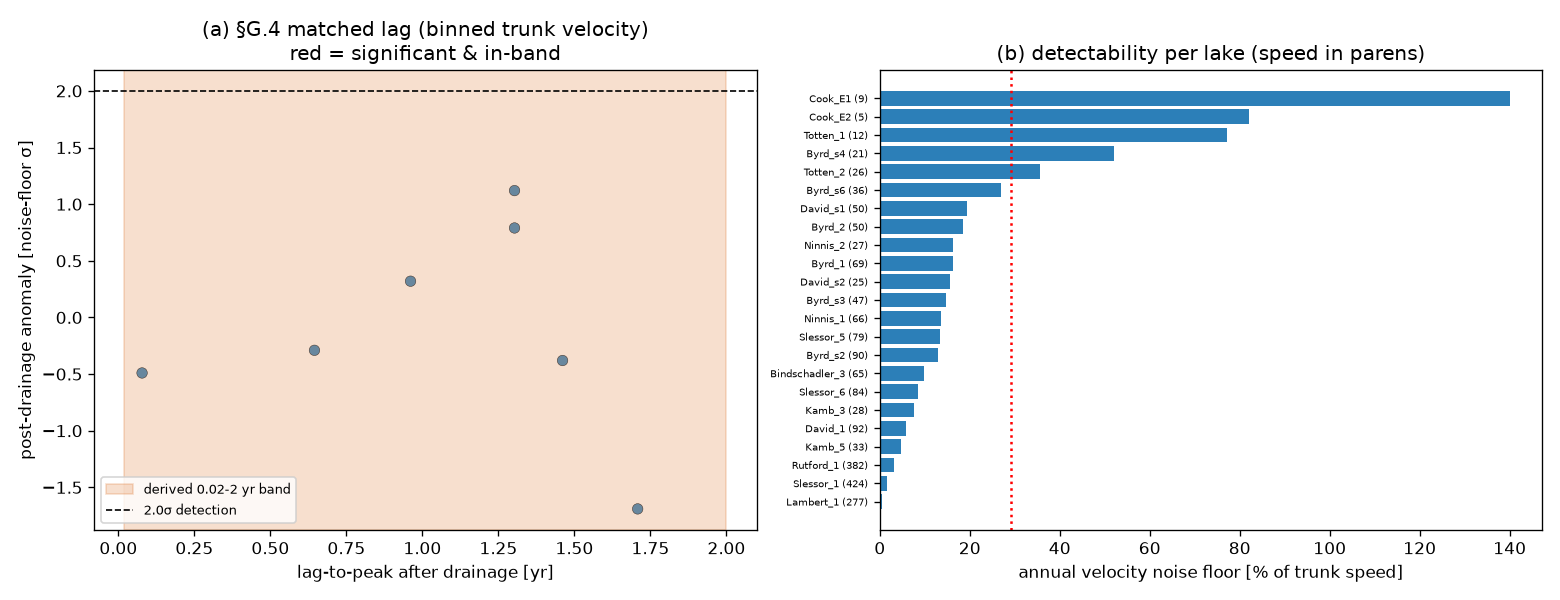 (a) §G.4 matched lag (binned trunk velocity)
red = significant & in-band
2.0
1.5
1.0
0.5
0.0
−0.5
−1.0
−1.5
post-drainage anomaly [noise-floor σ]
derived 0.02-2 yr band
2.0σ detection
0.00
0.25
0.50
0.75
1.00
1.25
1.50
1.75
2.00
lag-to-peak after drainage [yr]
(b) detectability per lake (speed in parens)
Cook_E1 (9)
Cook_E2 (5)
Totten_1 (12)
Byrd_s4 (21)
Totten_2 (26)
Byrd_s6 (36)
David_s1 (50)
Byrd_2 (50)
Ninnis_2 (27)
Byrd_1 (69)
David_s2 (25)
Byrd_s3 (47)
Ninnis_1 (66)
Slessor_5 (79)
Byrd_s2 (90)
Bindschadler_3 (65)
Slessor_6 (84)
Kamb_3 (28)
David_1 (92)
Kamb_5 (33)
Rutford_1 (382)
Slessor_1 (424)
Lambert_1 (277)
0
20
40
60
80
100
120
140
annual velocity noise floor [% of trunk speed]